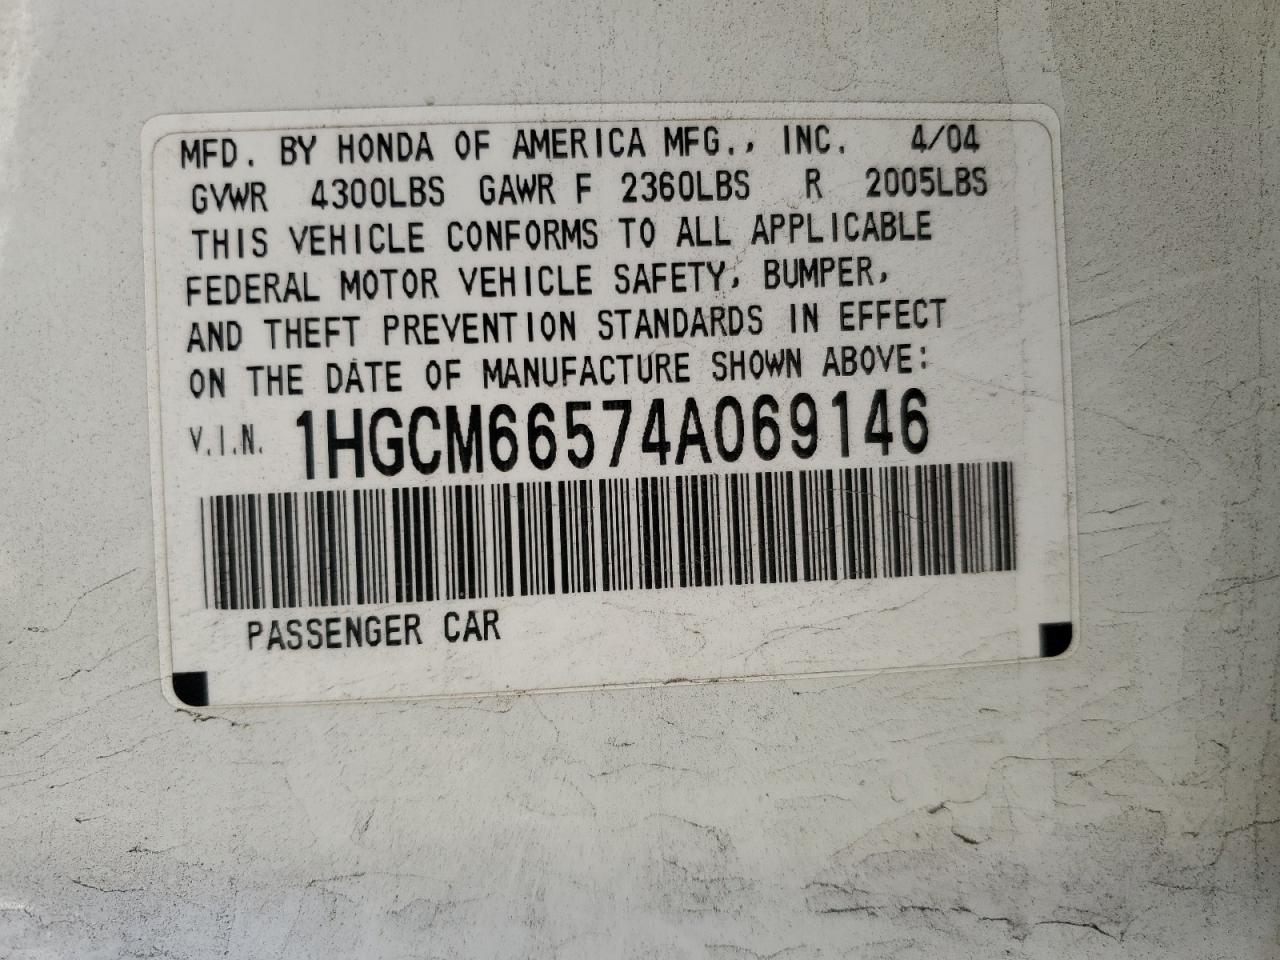 MFD. BY HONDA OF AMERICA MFG., INC. 4/04
GVWR 4300LBS GAWR F 2360LBS R 2005LBS
THIS VEHICLE CONFORMS TO ALL APPLICABLE
FEDERAL MOTOR VEHICLE SAFETY, BUMPER,
AND THEFT PREVENTION STANDARDS IN EFFECT
ON THE DATE OF MANUFACTURE SHOWN ABOVE:
V.I.N. 1HGCM66574A069146
PASSENGER CAR